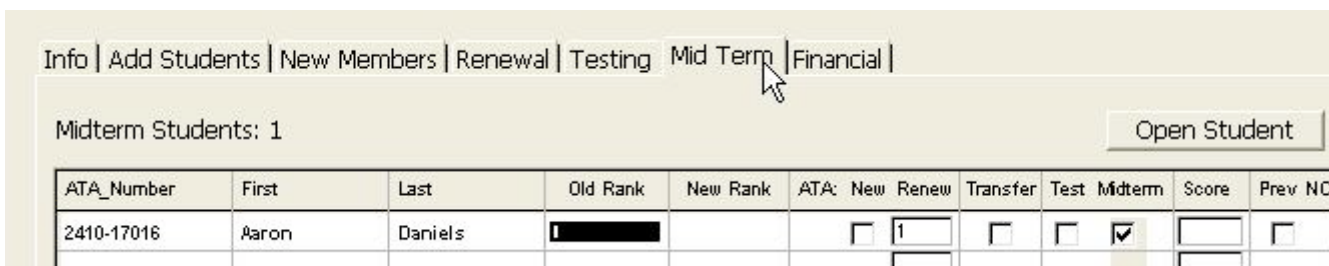 Info Add Students New Members Renewal Testing Mid Term Financial
Midterm Students: 1 Open Student
ATA_Number First Last Old Rank New Rank ATA: New Renew Transfer Test Midterm Score Prev NC
2410-17016 Aaron Daniels 1